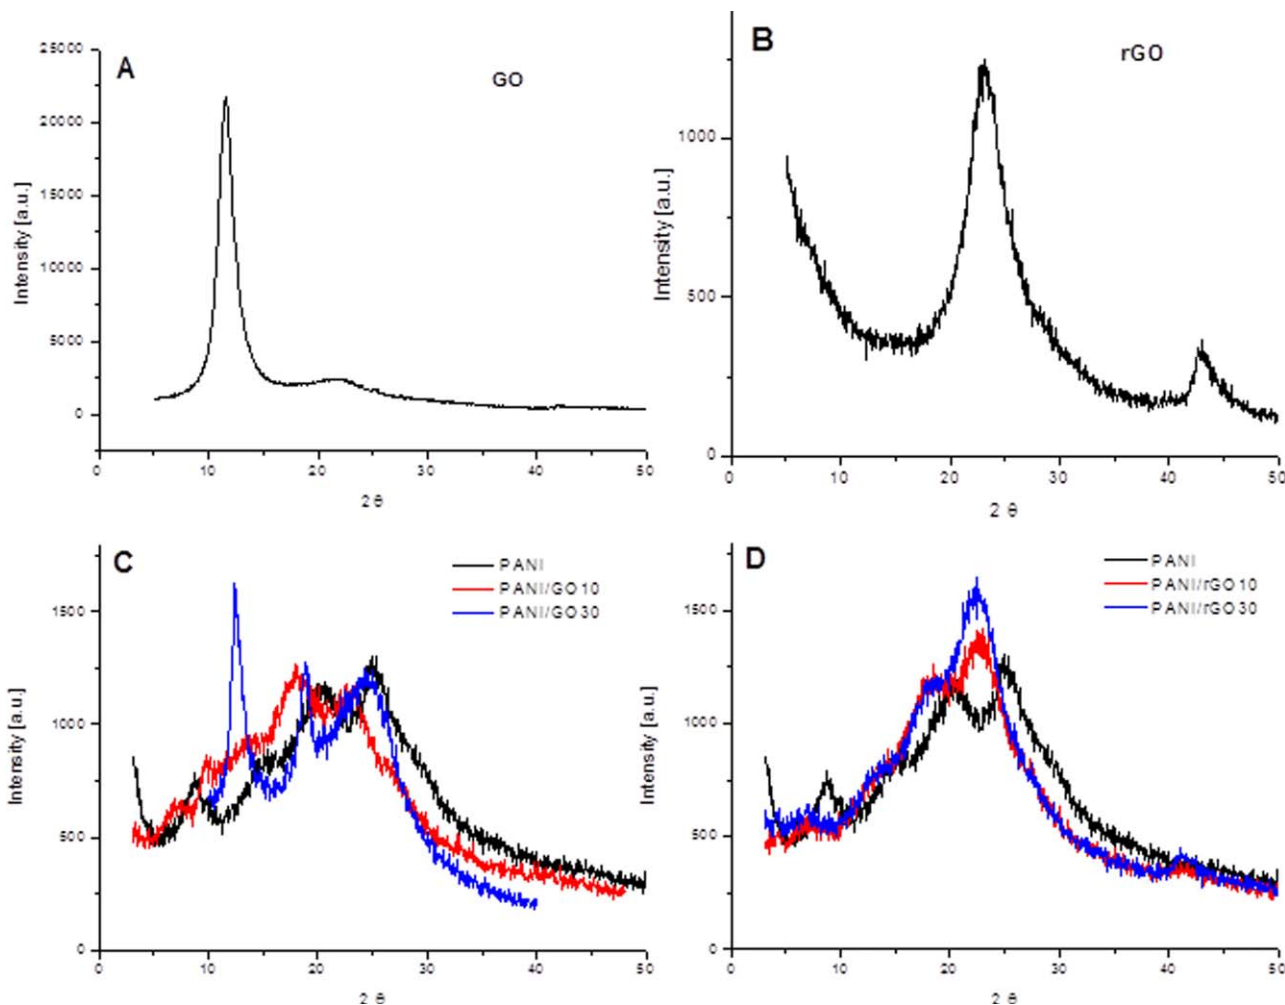 A
GO
Intensity [a.u.]
25000
20000
15000
10000
5000
0
0 10 20 30 40 50
2 θ
B
rGO
Intensity [a.u.]
1000
500
0
0 10 20 30 40 50
2 θ
C
PANI
PANI/GO10
PANI/GO30
Intensity [a.u.]
1500
1000
500
0
0 10 20 30 40 50
2 θ
D
PANI
PANI/rGO10
PANI/rGO30
Intensity [a.u.]
1500
1000
500
0
0 10 20 30 40 50
2 θ